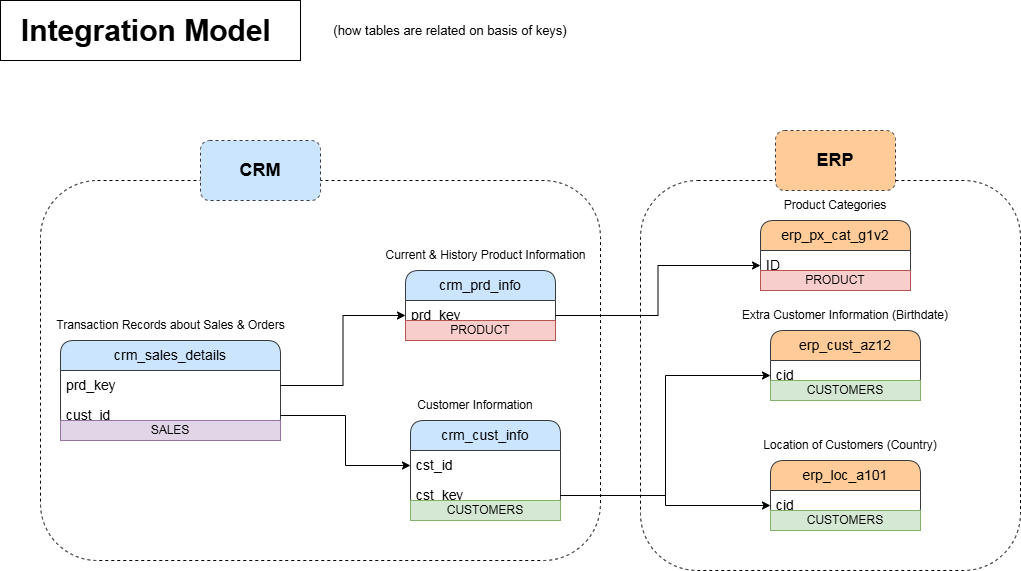 Integration Model
(how tables are related on basis of keys)
CRM
ERP
Product Categories
erp_px_cat_g1v2
ID
PRODUCT
Current & History Product Information
crm_prd_info
prd_key
PRODUCT
Extra Customer Information (Birthdate)
erp_cust_az12
cid
CUSTOMERS
Transaction Records about Sales & Orders
crm_sales_details
prd_key
cust_id
SALES
Customer Information
crm_cust_info
cst_id
cst_key
CUSTOMERS
Location of Customers (Country)
erp_loc_a101
cid
CUSTOMERS